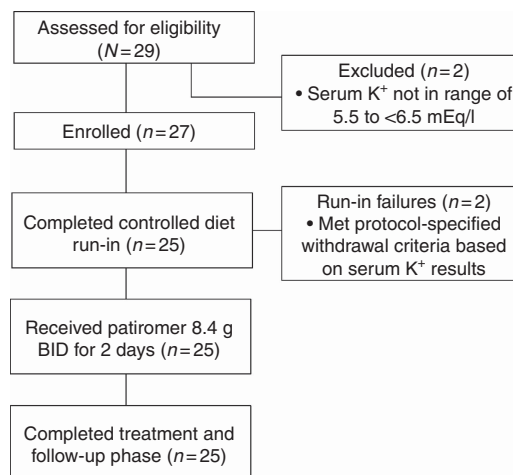 Assessed for eligibility
(N=29)
Excluded (n=2)
• Serum K⁺ not in range of
5.5 to <6.5 mEq/l
Enrolled (n=27)
Run-in failures (n=2)
• Met protocol-specified
withdrawal criteria based
on serum K⁺ results
Completed controlled diet
run-in (n=25)
Received patiromer 8.4 g
BID for 2 days (n=25)
Completed treatment and
follow-up phase (n=25)